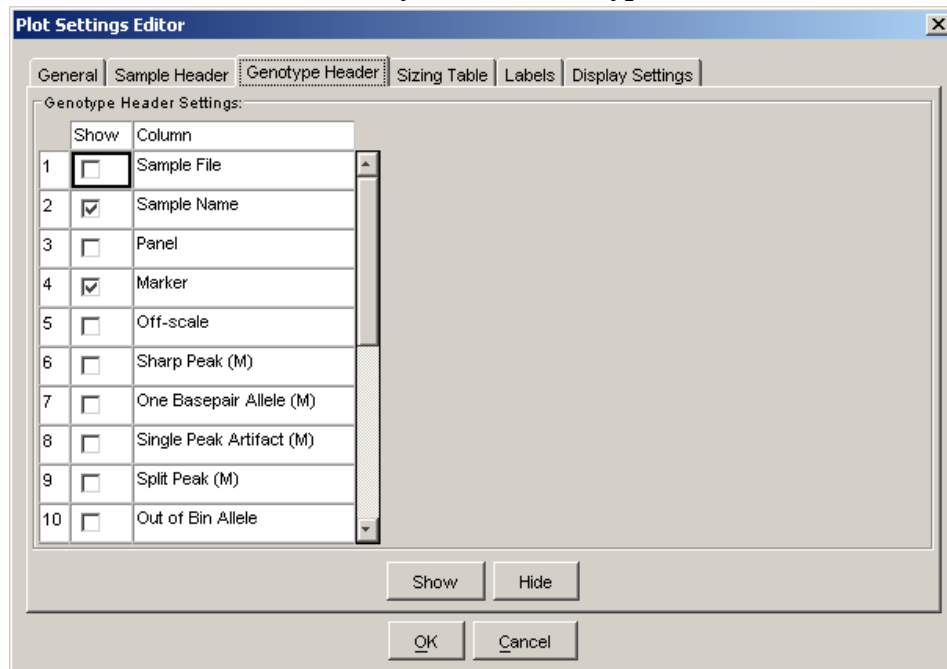 Plot Settings Editor
General Sample Header Genotype Header Sizing Table Labels Display Settings
Genotype Header Settings:
Show Column
1 Sample File
2 Sample Name
3 Panel
4 Marker
5 Off-scale
6 Sharp Peak (M)
7 One Basepair Allele (M)
8 Single Peak Artifact (M)
9 Split Peak (M)
10 Out of Bin Allele
Show Hide
OK Cancel